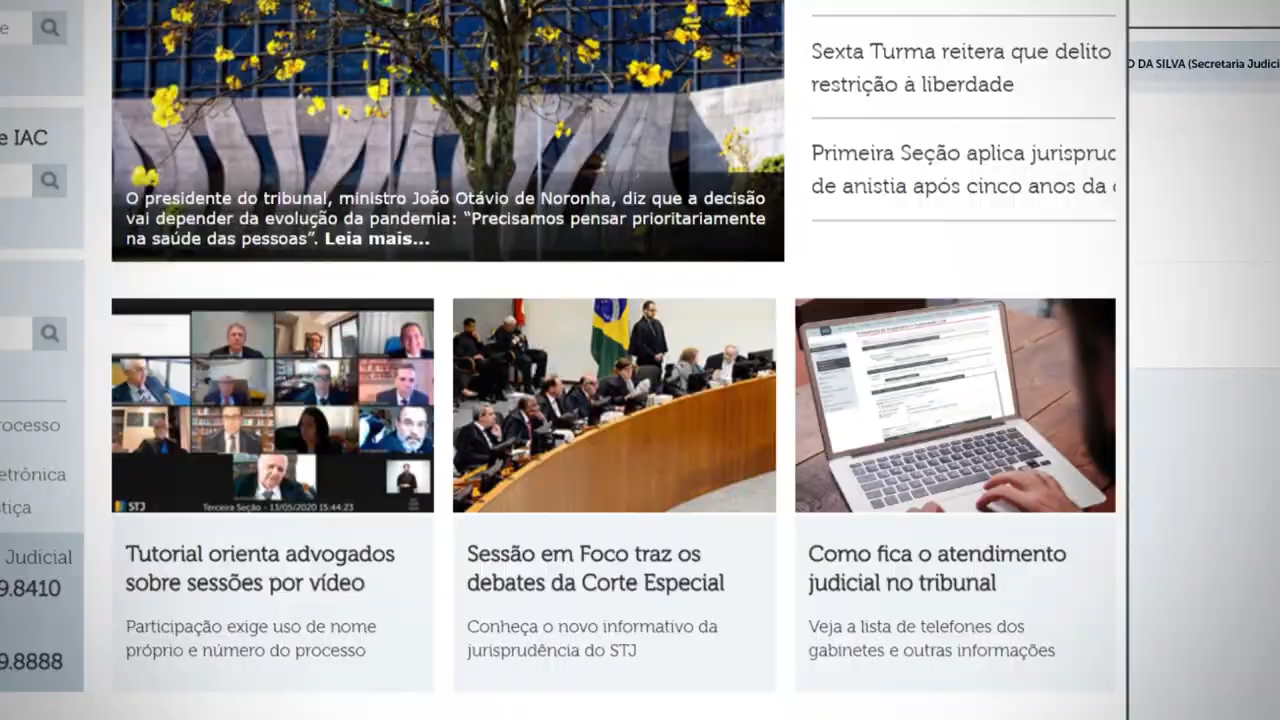 e
e IAC
rocesso
etrônica
tiça
Judicial
9.8410
9.8888
O presidente do tribunal, ministro João Otávio de Noronha, diz que a decisão
vai depender da evolução da pandemia: “Precisamos pensar prioritariamente
na saúde das pessoas”. Leia mais...
Sexta Turma reitera que delito
restrição à liberdade
Primeira Seção aplica jurispruc
de anistia após cinco anos da
O DA SILVA (Secretaria Judici
STJ
Terceira Seção - 13/05/2020 15:44:23
Tutorial orienta advogados
sobre sessões por vídeo
Participação exige uso de nome
próprio e número do processo
Sessão em Foco traz os
debates da Corte Especial
Conheça o novo informativo da
jurisprudência do STJ
Como fica o atendimento
judicial no tribunal
Veja a lista de telefones dos
gabinetes e outras informações